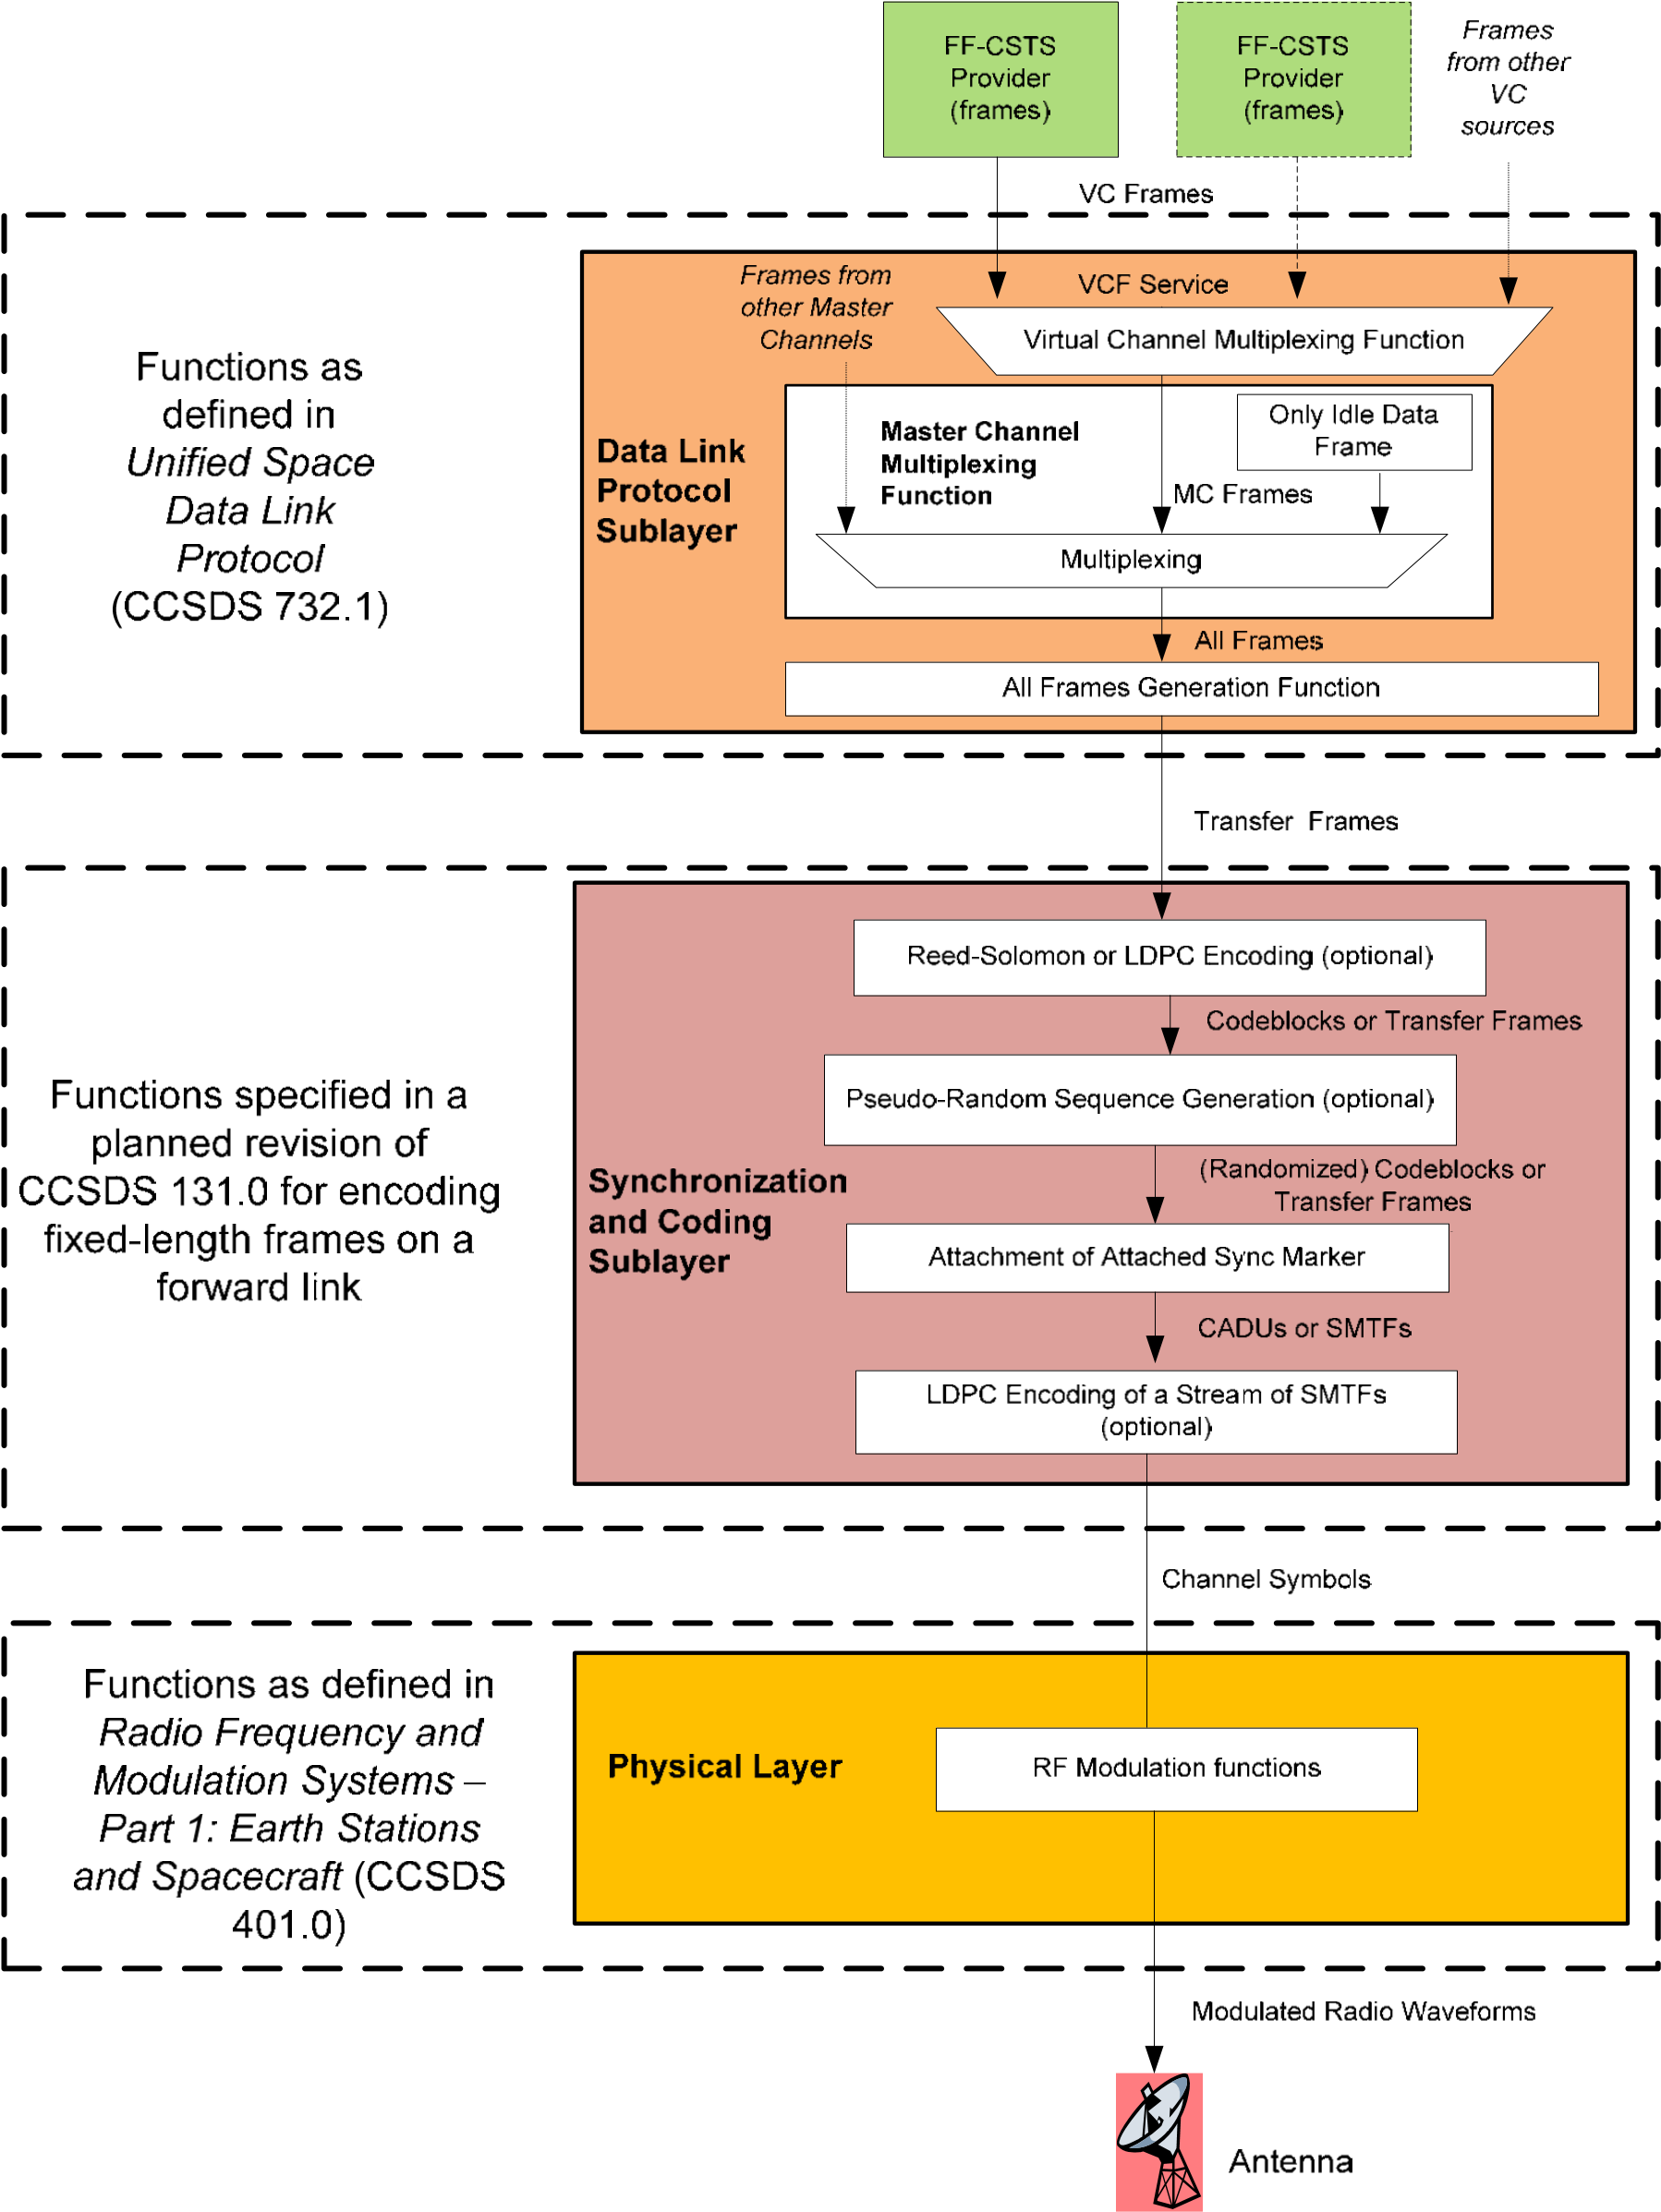 FF-CSTS
Provider
(frames)
FF-CSTS
Provider
(frames)
Frames
from other
VC
sources
VC Frames
Functions as
defined in
Unified Space
Data Link
Protocol
(CCSDS 732.1)
Data Link
Protocol
Sublayer
Frames from
other Master
Channels
VCF Service
Virtual Channel Multiplexing Function
Master Channel
Multiplexing
Function
Only Idle Data
Frame
MC Frames
Multiplexing
All Frames
All Frames Generation Function
Transfer Frames
Functions specified in a
planned revision of
CCSDS 131.0 for encoding
fixed-length frames on a
forward link
Synchronization
and Coding
Sublayer
Reed-Solomon or LDPC Encoding (optional)
Codeblocks or Transfer Frames
Pseudo-Random Sequence Generation (optional)
(Randomized) Codeblocks or
Transfer Frames
Attachment of Attached Sync Marker
CADUs or SMTFs
LDPC Encoding of a Stream of SMTFs
(optional)
Channel Symbols
Functions as defined in
Radio Frequency and
Modulation Systems –
Part 1: Earth Stations
and Spacecraft (CCSDS
401.0)
Physical Layer
RF Modulation functions
Modulated Radio Waveforms
Antenna